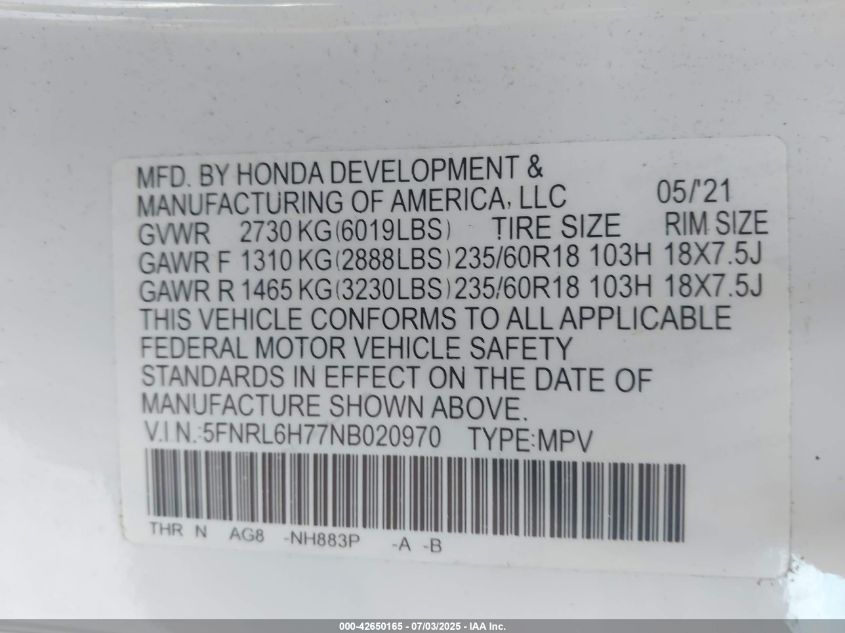 MFD. BY HONDA DEVELOPMENT &
MANUFACTURING OF AMERICA, LLC 05/'21
GVWR 2730 KG(6019LBS) TIRE SIZE RIM SIZE
GAWR F 1310 KG(2888LBS) 235/60R18 103H 18X7.5J
GAWR R 1465 KG(3230LBS) 235/60R18 103H 18X7.5J
THIS VEHICLE CONFORMS TO ALL APPLICABLE
FEDERAL MOTOR VEHICLE SAFETY
STANDARDS IN EFFECT ON THE DATE OF
MANUFACTURE SHOWN ABOVE.
V.I.N.:5FNRL6H77NB020970 TYPE:MPV
THR N AG8 -NH883P -A -B
000-42650165 - 07/03/2025 - IAA Inc.